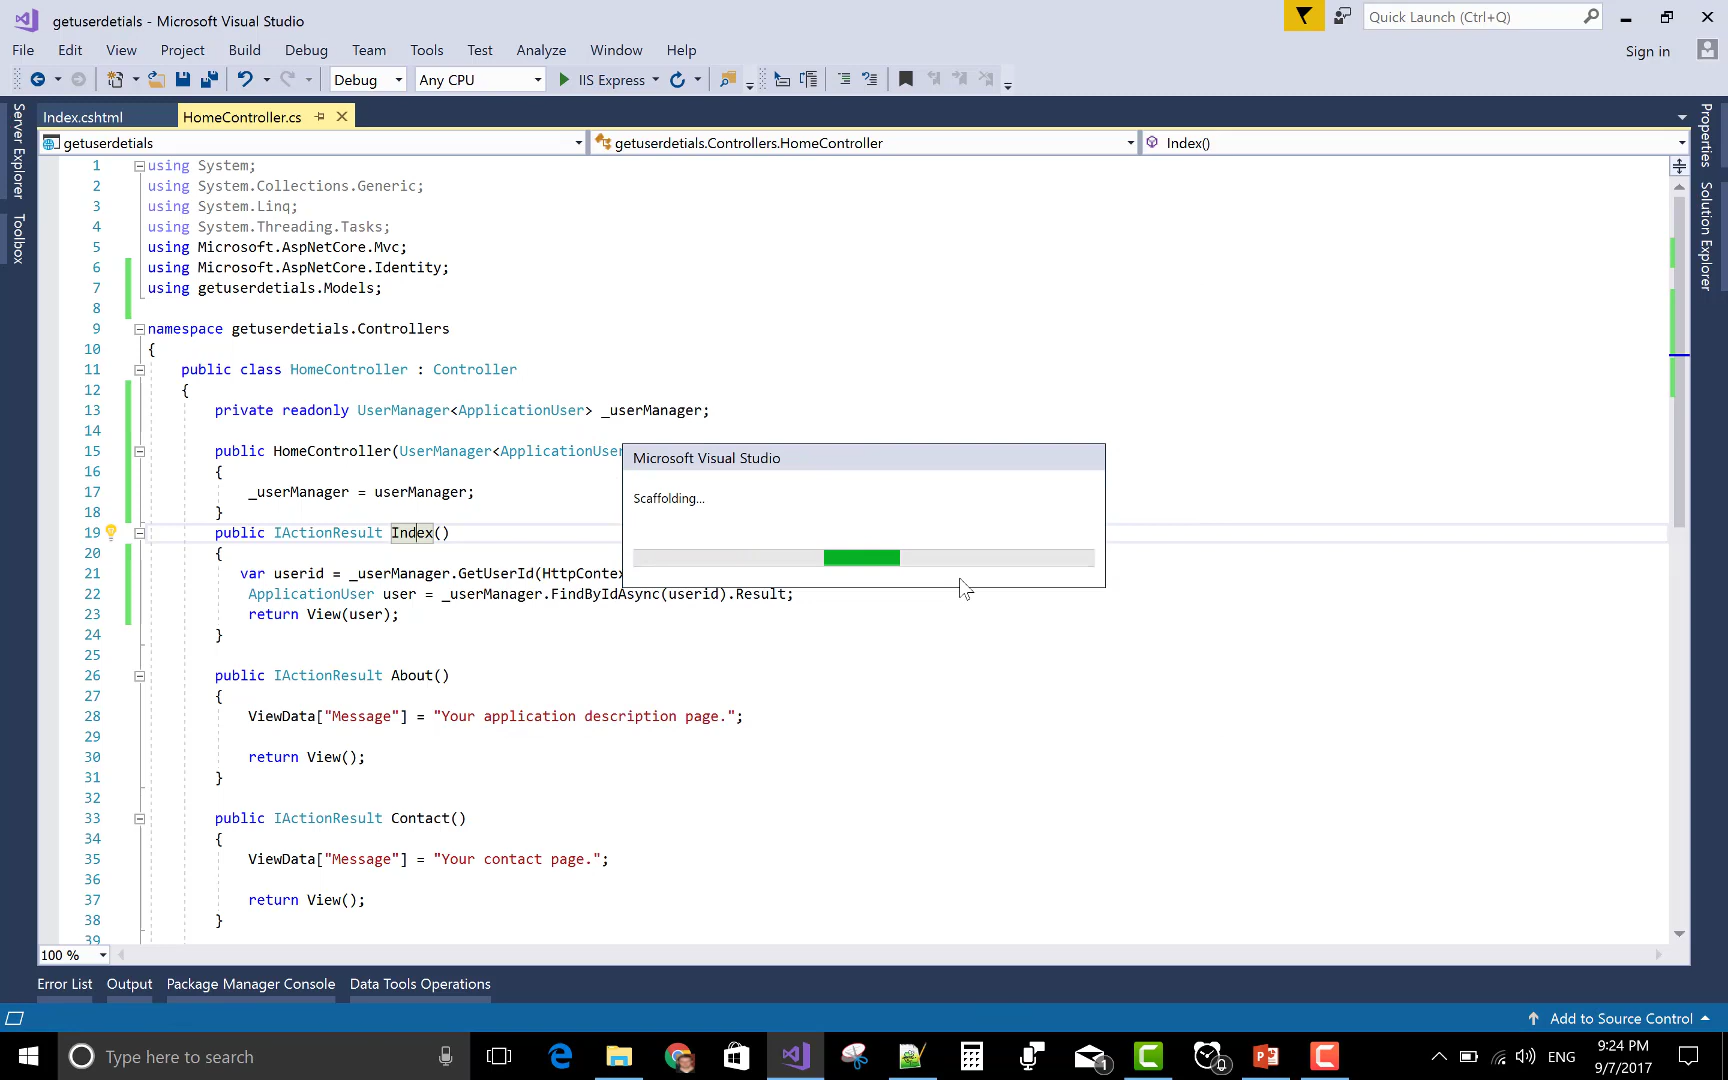 getuserdetials - Microsoft Visual Studio
Quick Launch (Ctrl+Q)
File Edit View Project Build Debug Team Tools Test Analyze Window Help
Sign in
Debug Any CPU IIS Express
Index.cshtml HomeController.cs
getuserdetials getuserdetials.Controllers.HomeController Index()
Server Explorer
Toolbox
Properties
Solution Explorer
1 using System;
2 using System.Collections.Generic;
3 using System.Linq;
4 using System.Threading.Tasks;
5 using Microsoft.AspNetCore.Mvc;
6 using Microsoft.AspNetCore.Identity;
7 using getuserdetials.Models;
8
9 namespace getuserdetials.Controllers
10 {
11 public class HomeController : Controller
12 {
13 private readonly UserManager<ApplicationUser> _userManager;
14
15 public HomeController(UserManager<ApplicationUser
16 {
17 _userManager = userManager;
18 }
19 public IActionResult Index()
20 {
21 var userid = _userManager.GetUserId(HttpContex
22 ApplicationUser user = _userManager.FindByIdAsync(userid).Result;
23 return View(user);
24 }
25
26 public IActionResult About()
27 {
28 ViewData["Message"] = "Your application description page.";
29
30 return View();
31 }
32
33 public IActionResult Contact()
34 {
35 ViewData["Message"] = "Your contact page.";
36
37 return View();
38 }
39
Microsoft Visual Studio
Scaffolding...
100 %
Error List Output Package Manager Console Data Tools Operations
Add to Source Control
Type here to search
1
ENG
9:24 PM
9/7/2017